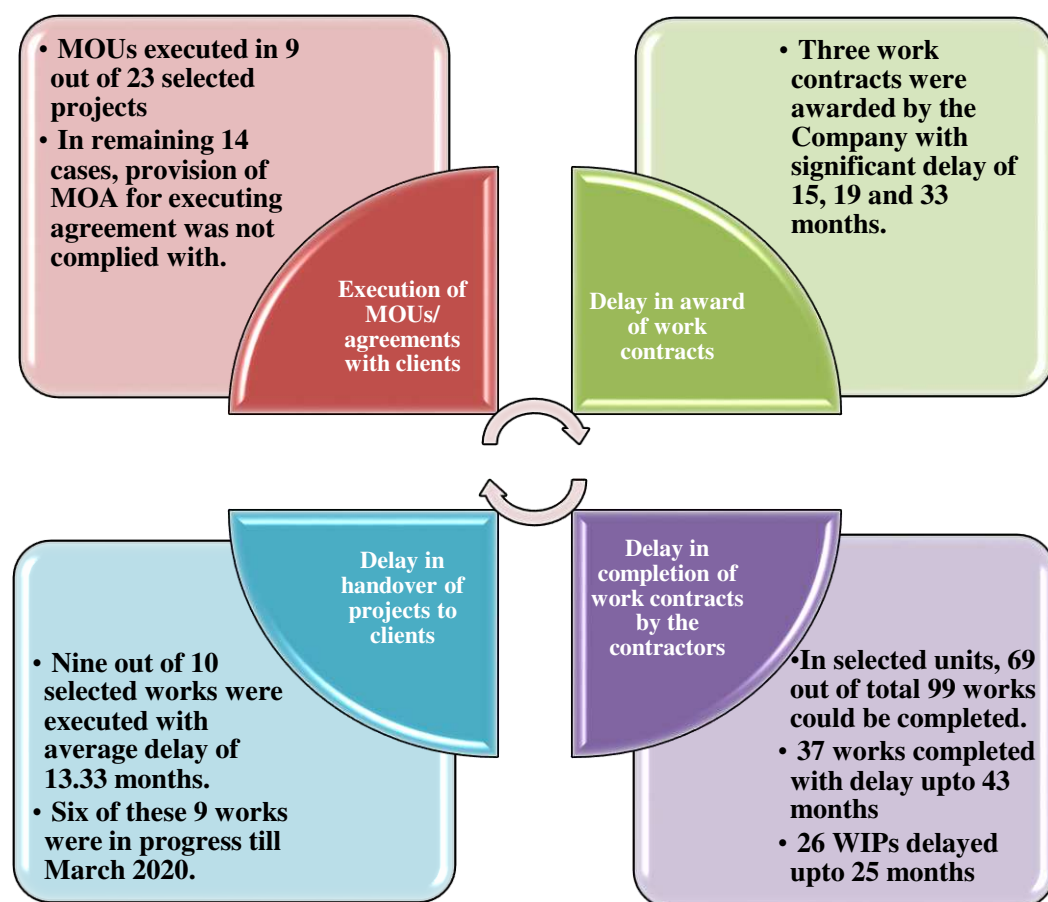 • MOUs executed in 9
out of 23 selected
projects
• In remaining 14
cases, provision of
MOA for executing
agreement was not
complied with.
Execution of
MOUs/
agreements
with clients
• Three work
contracts were
awarded by the
Company with
significant delay of
15, 19 and 33
months.
Delay in award
of work
contracts
Delay in
handover of
projects to
clients
• Nine out of 10
selected works were
executed with
average delay of
13.33 months.
• Six of these 9 works
were in progress till
March 2020.
Delay in
completion of
work contracts
by the
contractors
•In selected units, 69
out of total 99 works
could be completed.
• 37 works completed
with delay upto 43
months
• 26 WIPs delayed
upto 25 months